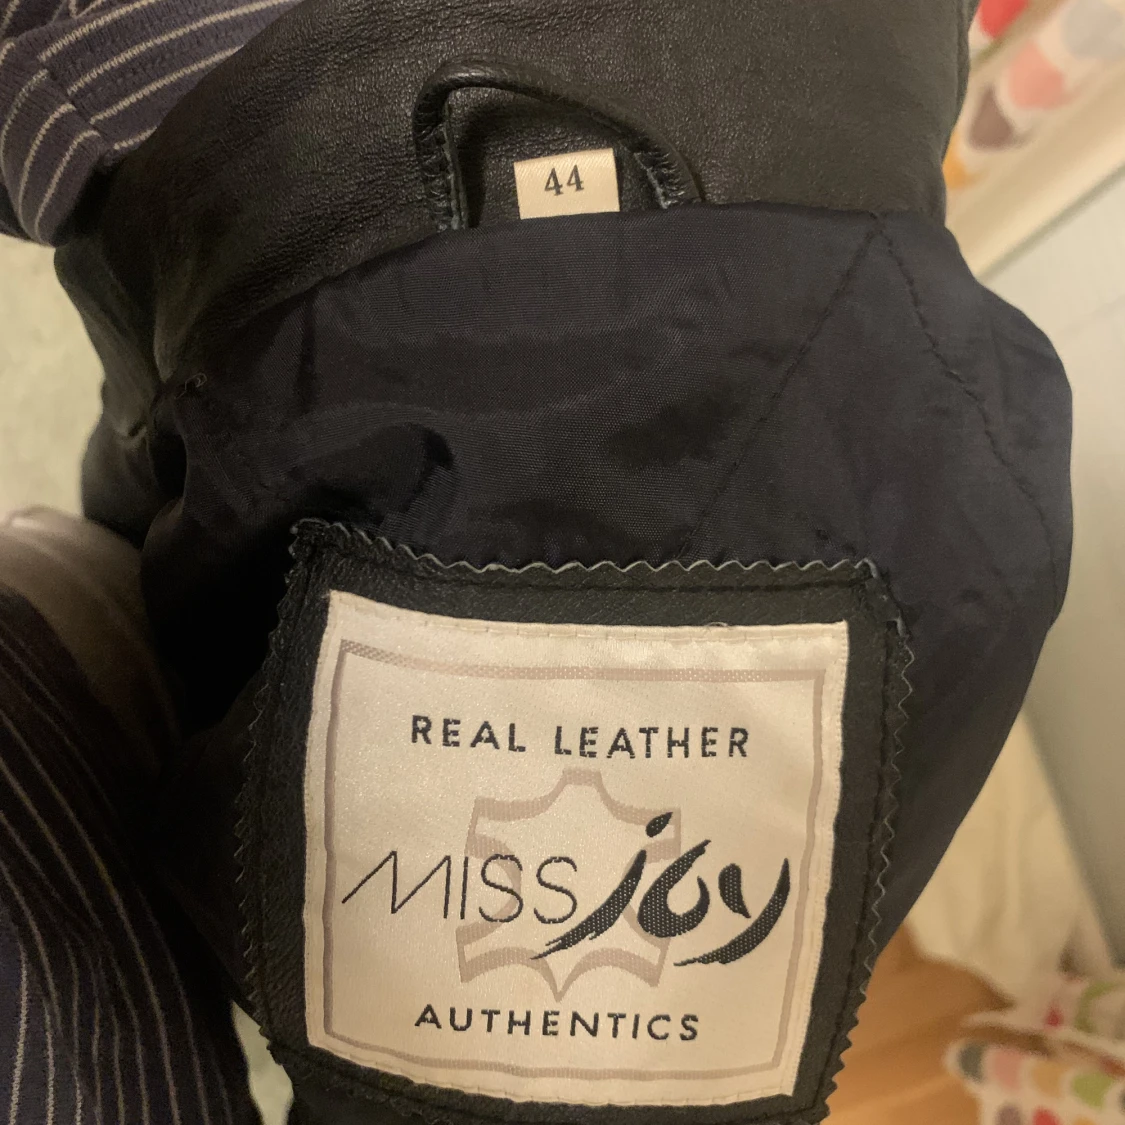 44
REAL LEATHER
MISS joy
AUTHENTICS